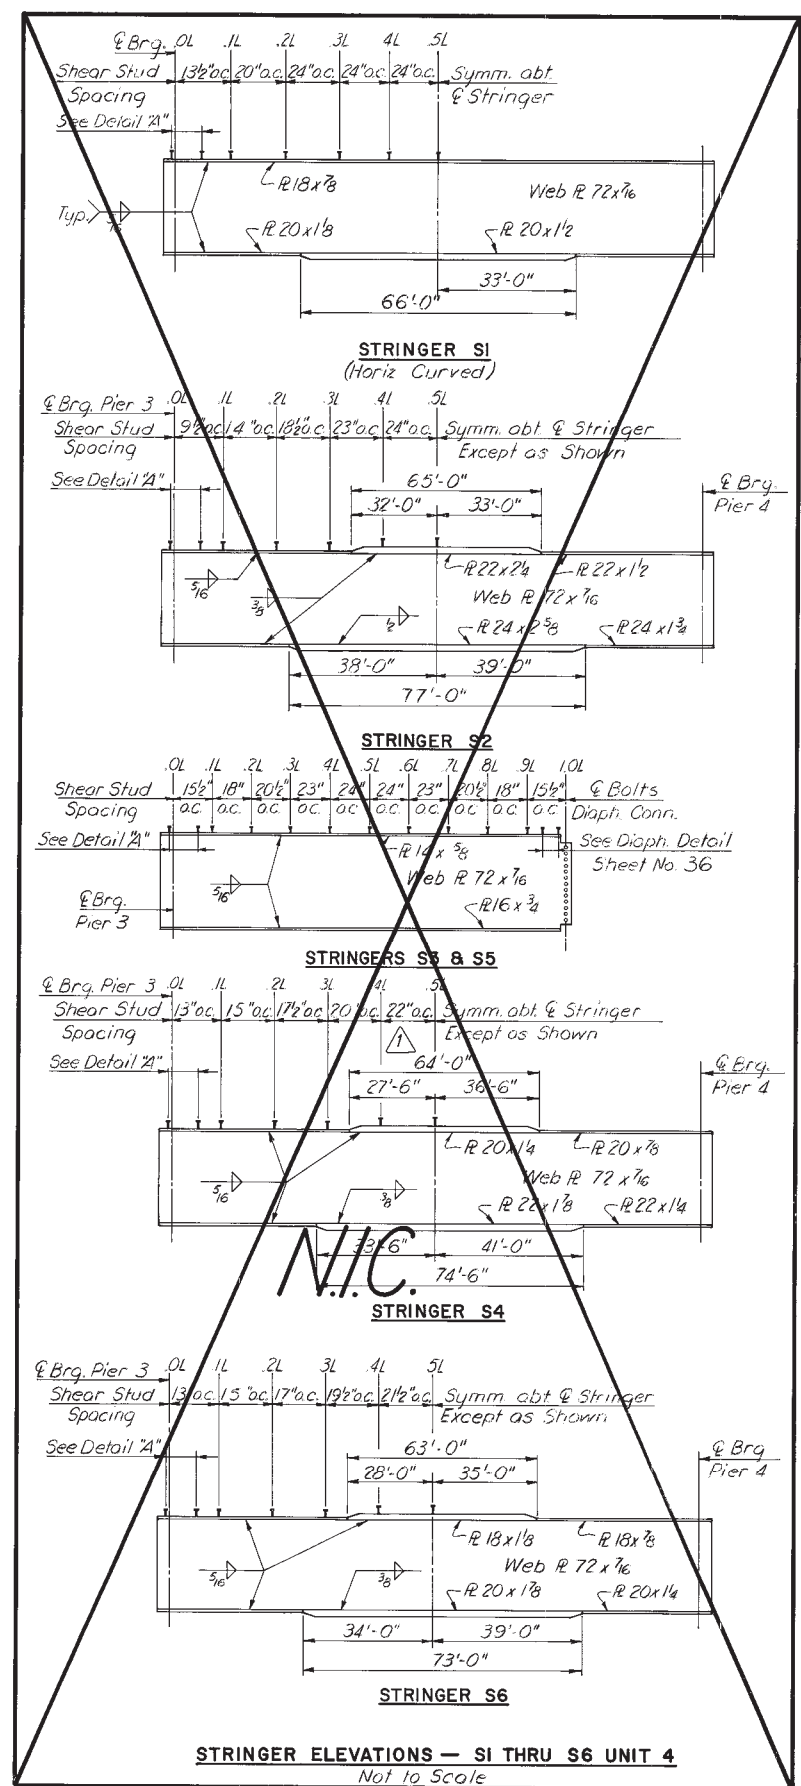 ℄ Brg. .0L .1L .2L .3L .4L .5L
Shear Stud 13½"o.c. 20"o.c. 24"o.c. 24"o.c. 24"o.c. Symm. abt.
Spacing ℄ Stringer
See Detail "A"
℄ 18 x ⅞ Web ℄ 72 x 7/16
Typ. 5/16
℄ 20 x 1⅛ ℄ 20 x 1½
33'-0"
66'-0"
STRINGER S1
(Horiz Curved)
℄ Brg. Pier 3 .0L .1L .2L .3L .4L .5L
Shear Stud 9½"o.c. 14"o.c. 18½"o.c. 23"o.c. 24"o.c. Symm. abt ℄ Stringer
Spacing Except as Shown
See Detail "A" 65'-0" ℄ Brg.
32'-0" 33'-0" Pier 4
℄ 22 x 2¼ ℄ 22 x 1½
5/16 3/8 Web ℄ 72 x 7/16
½ ℄ 24 x 2⅝ ℄ 24 x 1¾
38'-0" 39'-0"
77'-0"
STRINGER S2
.0L .1L .2L .3L .4L .5L .6L .7L .8L .9L 1.0L
Shear Stud 15½" 18" 20½" 23" 24" 24" 23" 20½" 18" 15½" ℄ Bolts
Spacing o.c. o.c. o.c. o.c. o.c. o.c. o.c. o.c. o.c. o.c. Diaph. Conn.
See Detail "A" ℄ 14 x ⅝ See Diaph. Detail
Web ℄ 72 x 7/16 Sheet No. 36
5/16
℄ Brg. ℄ 16 x ¾
Pier 3
STRINGERS S3 & S5
℄ Brg. Pier 3 .0L .1L .2L .3L .4L .5L
Shear Stud 13"o.c. 15"o.c. 17½"o.c. 20"o.c. 22"o.c. Symm. abt. ℄ Stringer
Spacing 1 Except as Shown
See Detail "A" 64'-0" ℄ Brg.
27'-6" 36'-6" Pier 4
℄ 20 x 1¼ ℄ 20 x ⅞
5/16 3/8 Web ℄ 72 x 7/16
℄ 22 x 1⅞ ℄ 22 x 1¼
33'-6" 41'-0"
N.I.C. 74'-6"
STRINGER S4
℄ Brg. Pier 3 .0L .1L .2L .3L .4L .5L
Shear Stud 13"o.c. 15"o.c. 17"o.c. 19½"o.c. 21½"o.c. Symm. abt ℄ Stringer
Spacing Except as Shown
See Detail "A" 63'-0" ℄ Brg
28'-0" 35'-0" Pier 4
℄ 18 x 1⅛ ℄ 18 x ⅞
5/16 3/8 Web ℄ 72 x 7/16
℄ 20 x 1⅞ ℄ 20 x 1¼
34'-0" 39'-0"
73'-0"
STRINGER S6
STRINGER ELEVATIONS — S1 THRU S6 UNIT 4
Not to Scale